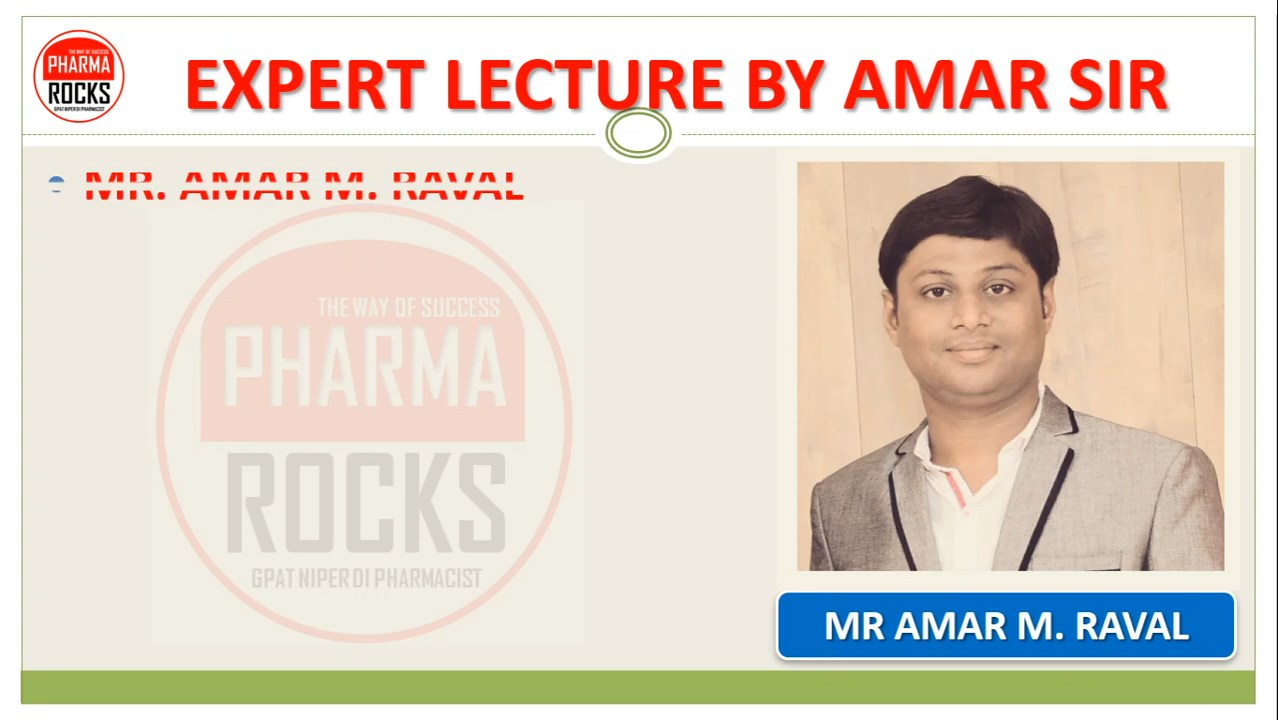 THE WAY OF SUCCESS
PHARMA
ROCKS
GPAT NIPER DI PHARMACIST
EXPERT LECTURE BY AMAR SIR
MR. AMAR M. RAVAL
THE WAY OF SUCCESS
PHARMA
ROCKS
GPAT NIPER DI PHARMACIST
MR AMAR M. RAVAL